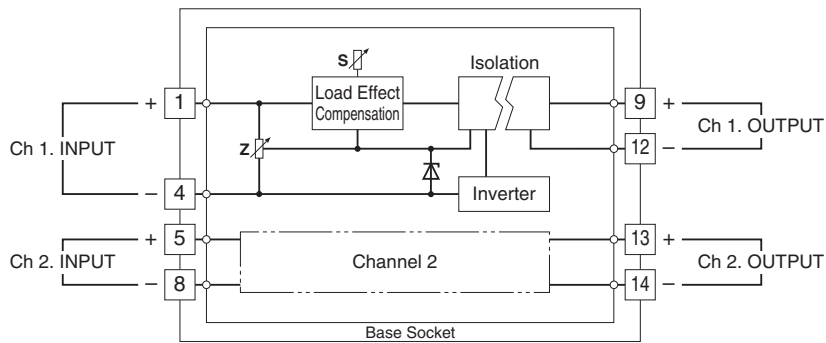 S
Load Effect
Compensation
Isolation
+ 1
9 +
Ch 1. INPUT
Ch 1. OUTPUT
Z
12 −
− 4
Inverter
+ 5
13 +
Ch 2. INPUT
Channel 2
Ch 2. OUTPUT
− 8
14 −
Base Socket